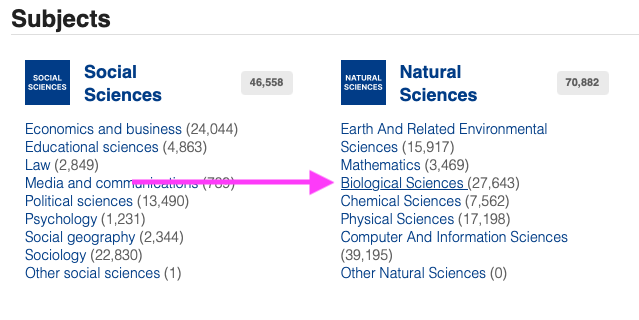 Subjects
SOCIAL
SCIENCES
Social
Sciences
46,558
Economics and business (24,044)
Educational sciences (4,863)
Law (2,849)
Media and communications (789)
Political sciences (13,490)
Psychology (1,231)
Social geography (2,344)
Sociology (22,830)
Other social sciences (1)
NATURAL
SCIENCES
Natural
Sciences
70,882
Earth And Related Environmental
Sciences (15,917)
Mathematics (3,469)
Biological Sciences (27,643)
Chemical Sciences (7,562)
Physical Sciences (17,198)
Computer And Information Sciences
(39,195)
Other Natural Sciences (0)